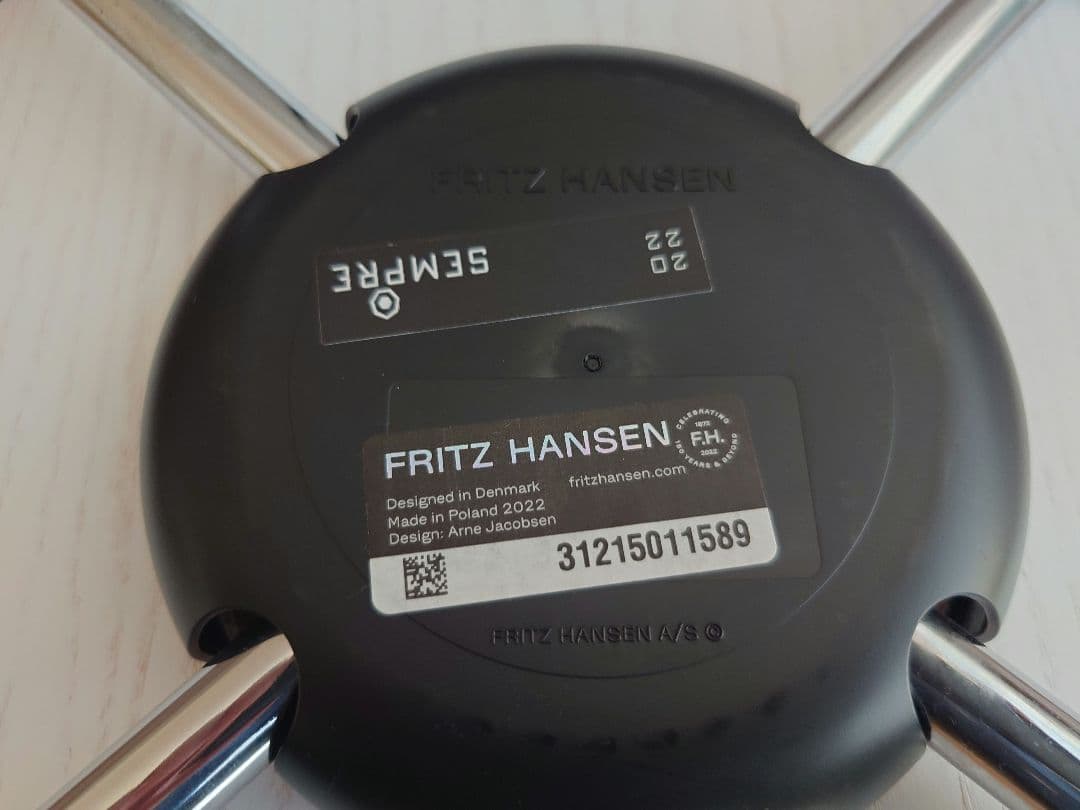 FRITZ HANSEN
SEMPRE
20
22
FRITZ HANSEN
CELEBRATING
1872
F.H.
2022
150 YEARS & BEYOND
fritzhansen.com
Designed in Denmark
Made in Poland 2022
Design: Arne Jacobsen
31215011589
FRITZ HANSEN A/S ©